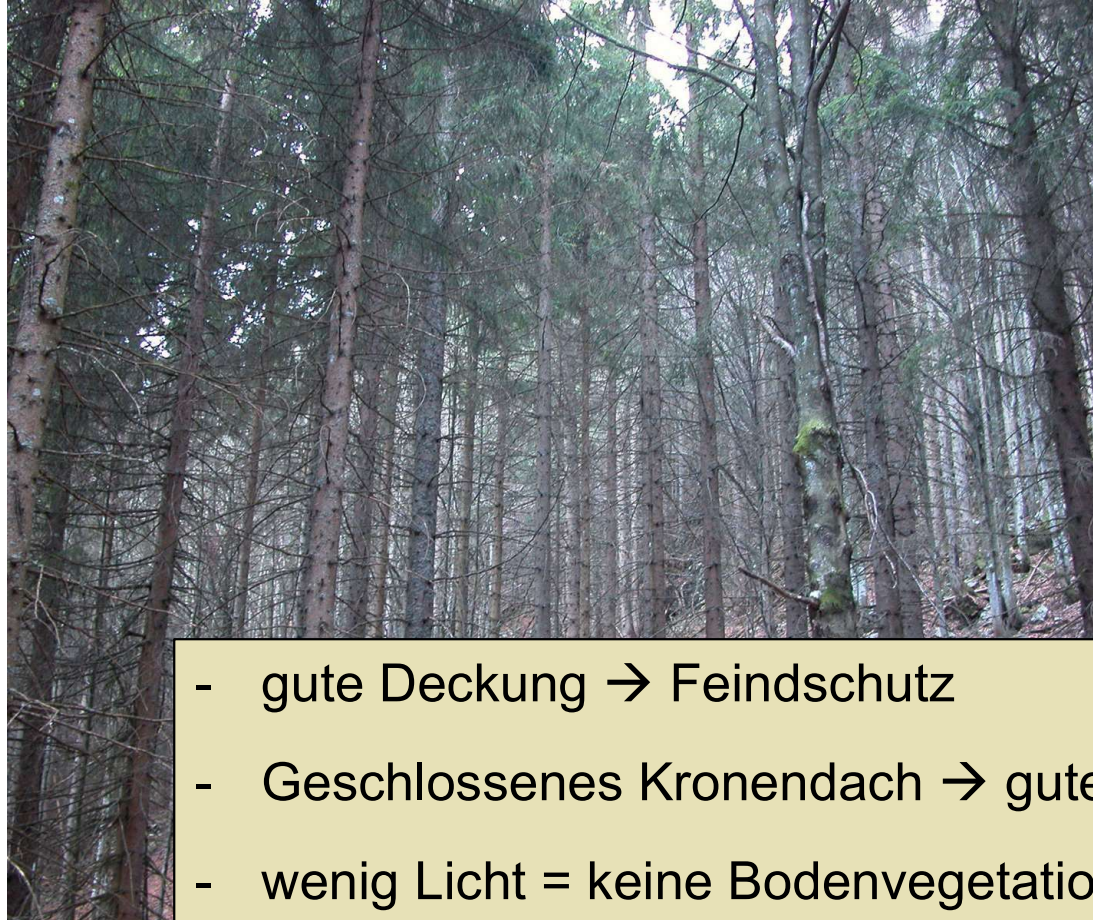 - gute Deckung → Feindschutz
- Geschlossenes Kronendach → gute
- wenig Licht = keine Bodenvegetatio